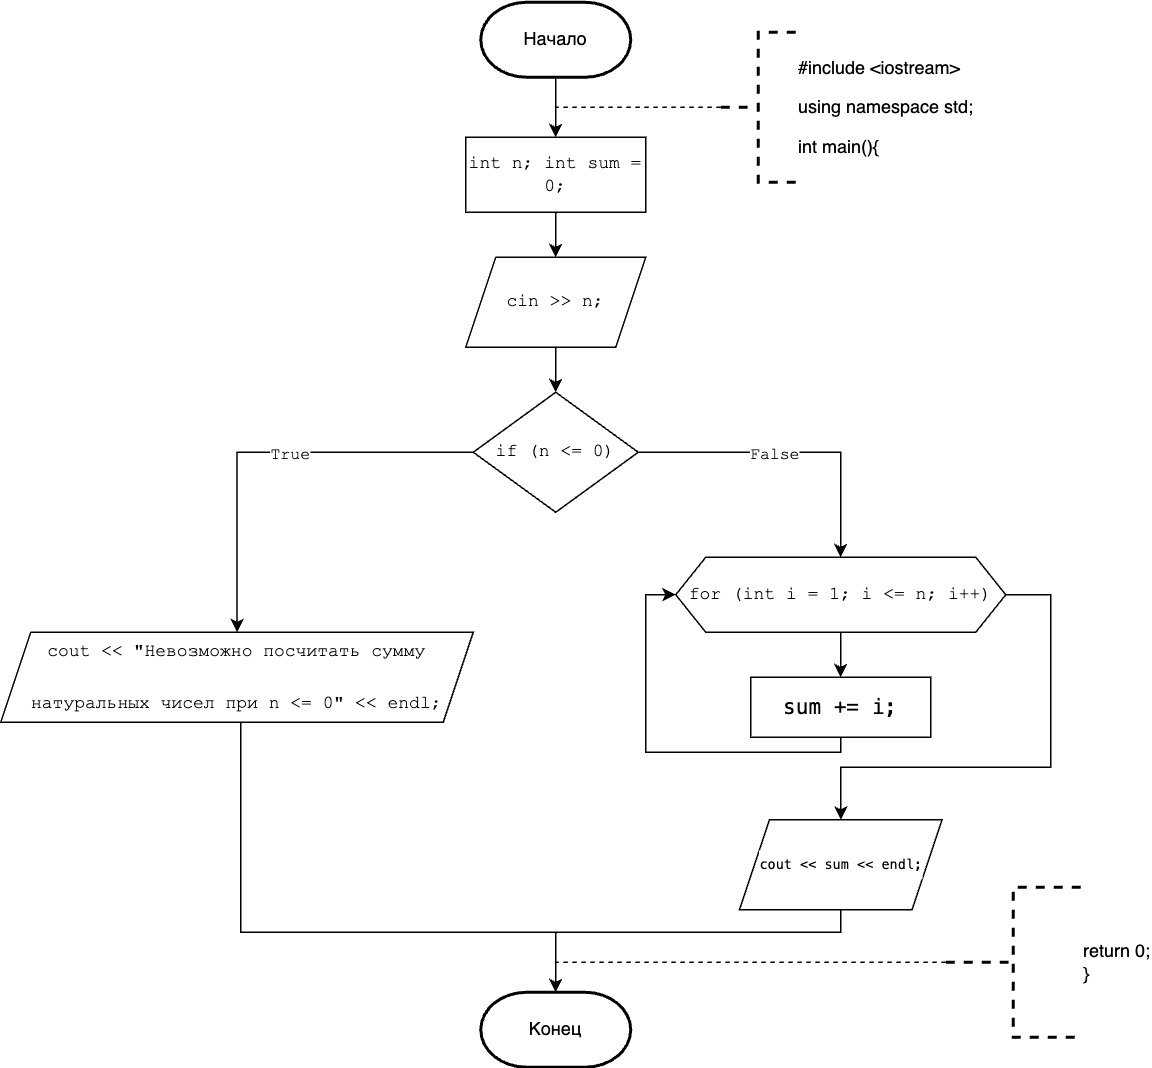 Начало
#include <iostream>
using namespace std;
int main(){
int n; int sum =
0;
cin >> n;
if (n <= 0)
True
False
for (int i = 1; i <= n; i++)
cout << "Невозможно посчитать сумму
натуральных чисел при n <= 0" << endl;
sum += i;
cout << sum << endl;
return 0;
}
Конец